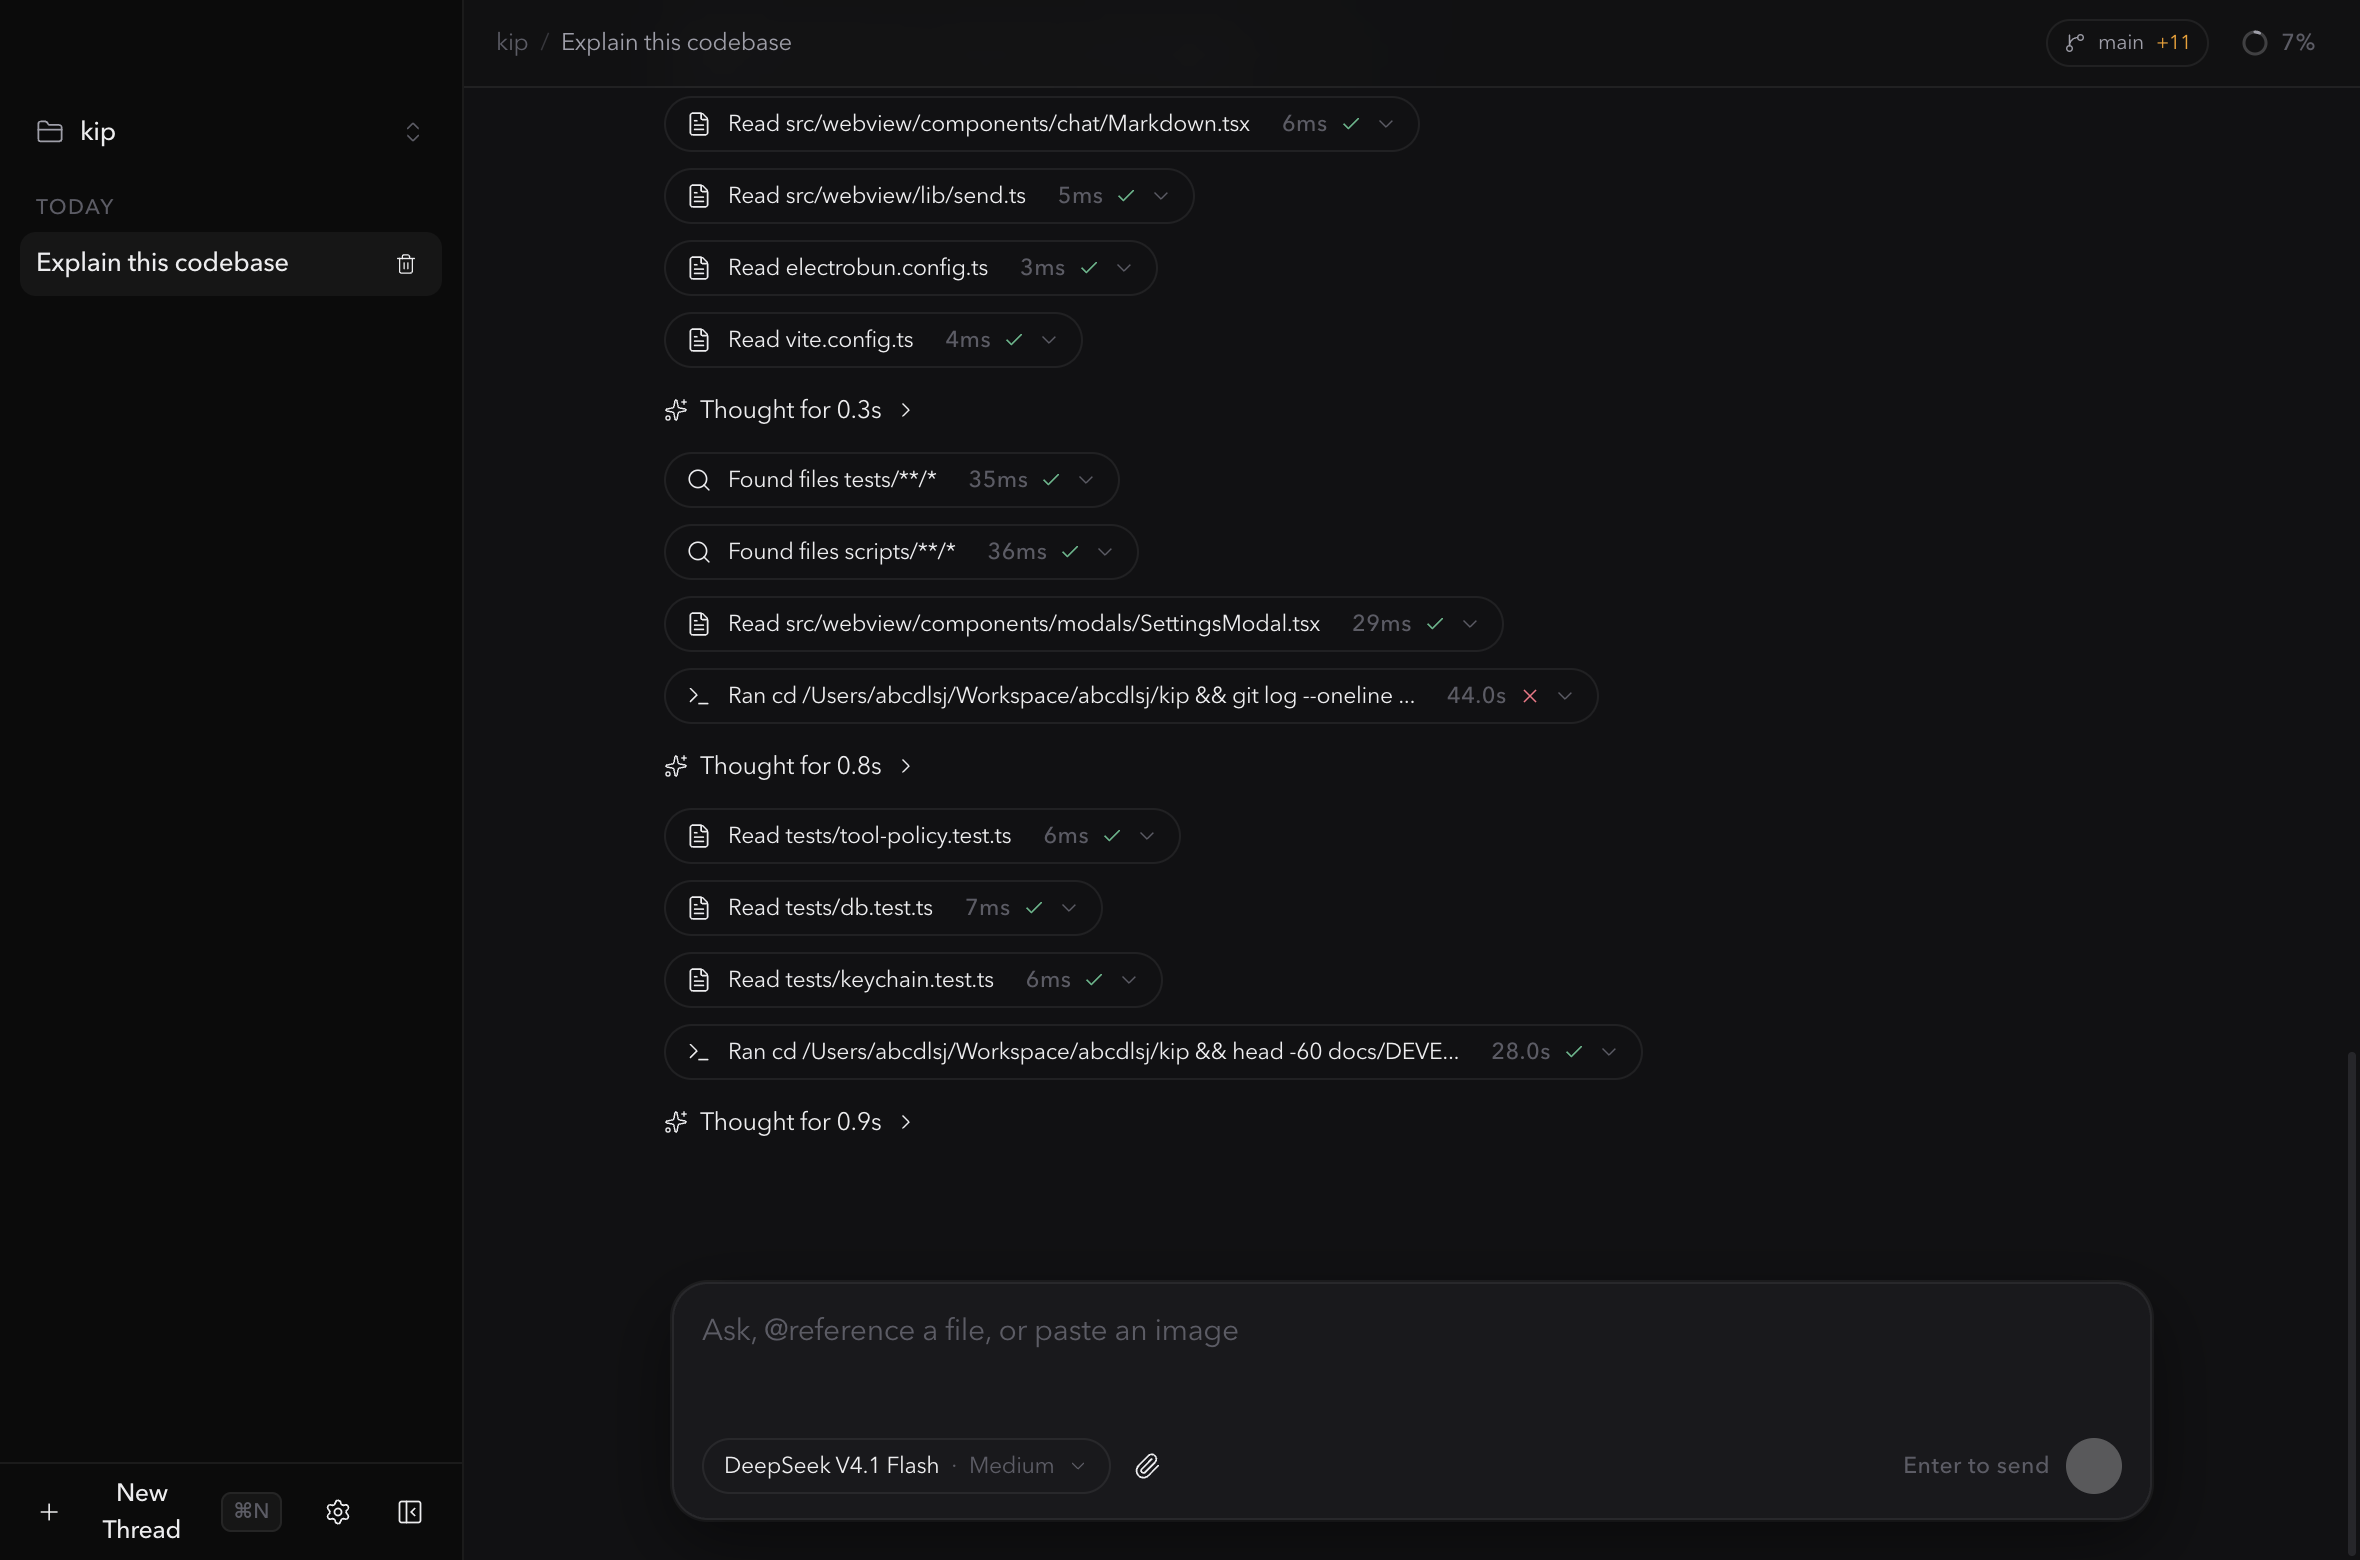 kip
TODAY
Explain this codebase
New
Thread
⌘N
kip / Explain this codebase
main +11
7%
Read src/webview/components/chat/Markdown.tsx 6ms
Read src/webview/lib/send.ts 5ms
Read electrobun.config.ts 3ms
Read vite.config.ts 4ms
Thought for 0.3s
Found files tests/**/* 35ms
Found files scripts/**/* 36ms
Read src/webview/components/modals/SettingsModal.tsx 29ms
Ran cd /Users/abcdlsj/Workspace/abcdlsj/kip && git log --oneline ... 44.0s
Thought for 0.8s
Read tests/tool-policy.test.ts 6ms
Read tests/db.test.ts 7ms
Read tests/keychain.test.ts 6ms
Ran cd /Users/abcdlsj/Workspace/abcdlsj/kip && head -60 docs/DEVE... 28.0s
Thought for 0.9s
Ask, @reference a file, or paste an image
DeepSeek V4.1 Flash · Medium
Enter to send